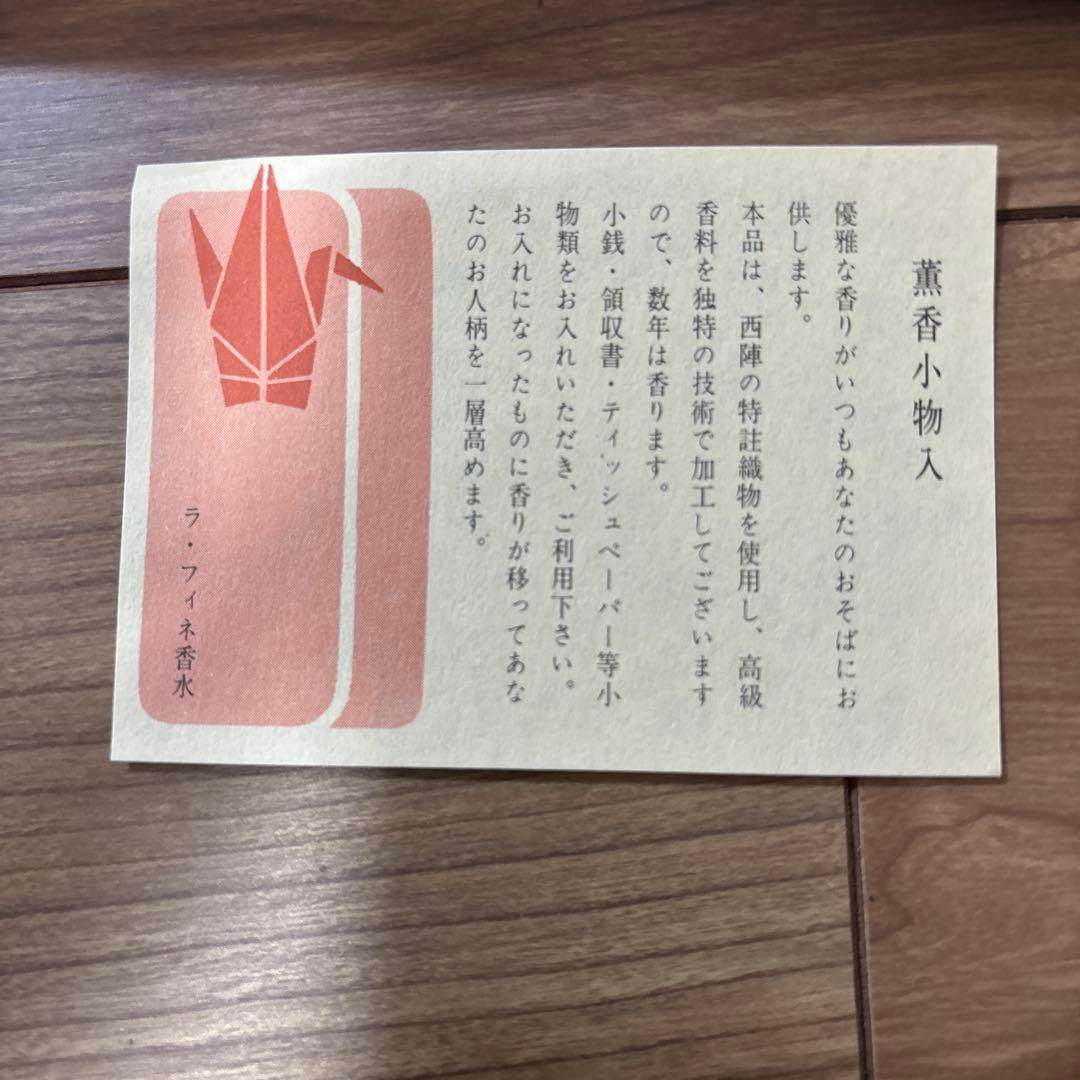 薫香小物入
優雅な香りがいつもあなたのおそばにお
供します。
本品は、西陣の特註織物を使用し、高級
香料を独特の技術で加工してございます
ので、数年は香ります。
小銭・領収書・ティッシュペーパー等小
物類をお入れいただき、ご利用下さい。
お入れになったものに香りが移ってあな
たのお人柄を一層高めます。
ラ・フィネ香水